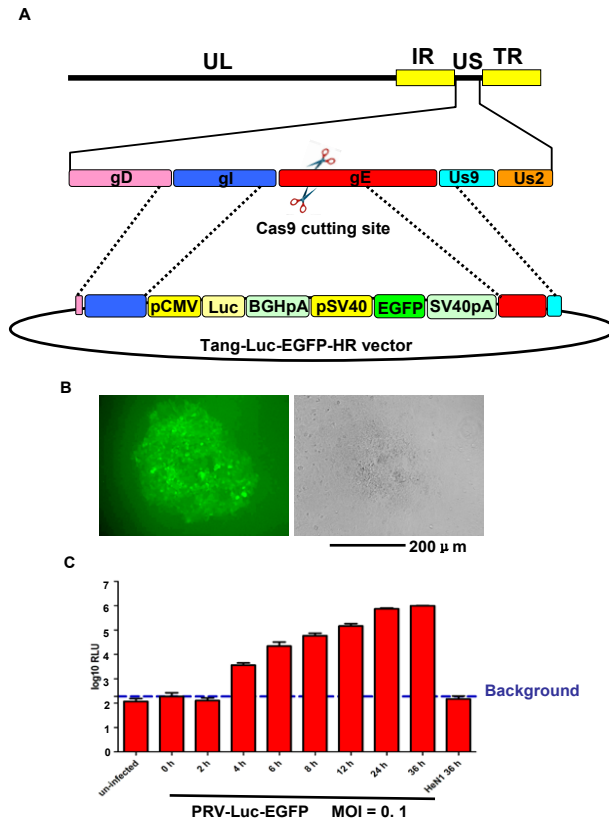 A
UL
IR
US
TR
gD
gI
gE
Us9
Us2
Cas9 cutting site
pCMV
Luc
BGHpA
pSV40
EGFP
SV40pA
Tang-Luc-EGFP-HR vector
B
200 μm
C
log10 RLU
7
6
5
4
3
2
1
0
Background
un-infected
0 h
2 h
4 h
6 h
8 h
12 h
24 h
36 h
HeN1 36 h
PRV-Luc-EGFP MOI = 0. 1